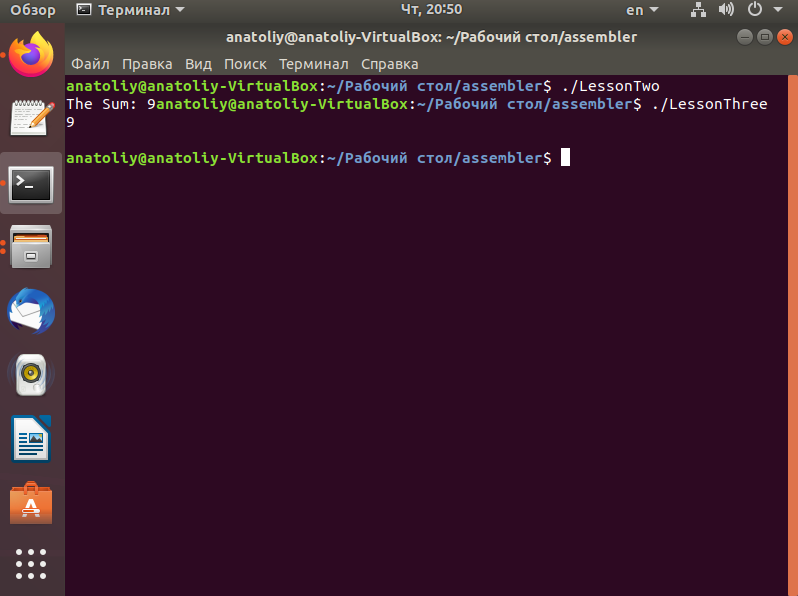 Обзор Терминал Чт, 20:50 en
anatoliy@anatoliy-VirtualBox: ~/Рабочий стол/assembler
Файл Правка Вид Поиск Терминал Справка
anatoliy@anatoliy-VirtualBox:~/Рабочий стол/assembler$ ./LessonTwo
The Sum: 9anatoliy@anatoliy-VirtualBox:~/Рабочий стол/assembler$ ./LessonThree
9
anatoliy@anatoliy-VirtualBox:~/Рабочий стол/assembler$